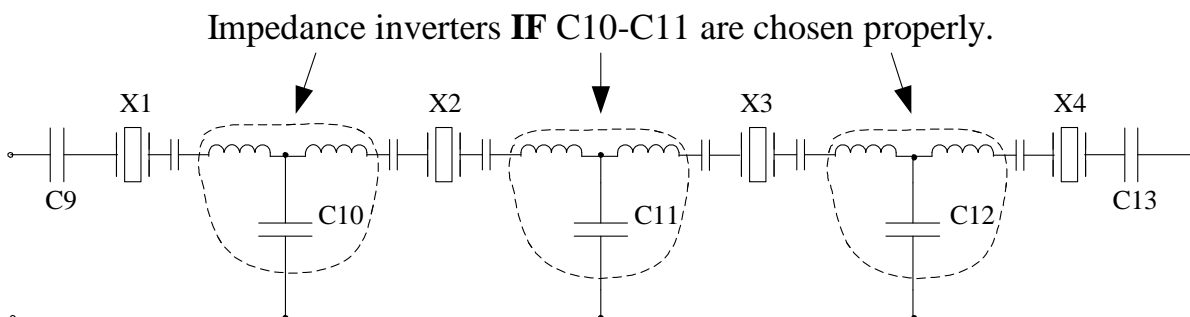 Impedance inverters IF C10-C11 are chosen properly.
X1 X2 X3 X4
C9 C13
C10 C11 C12